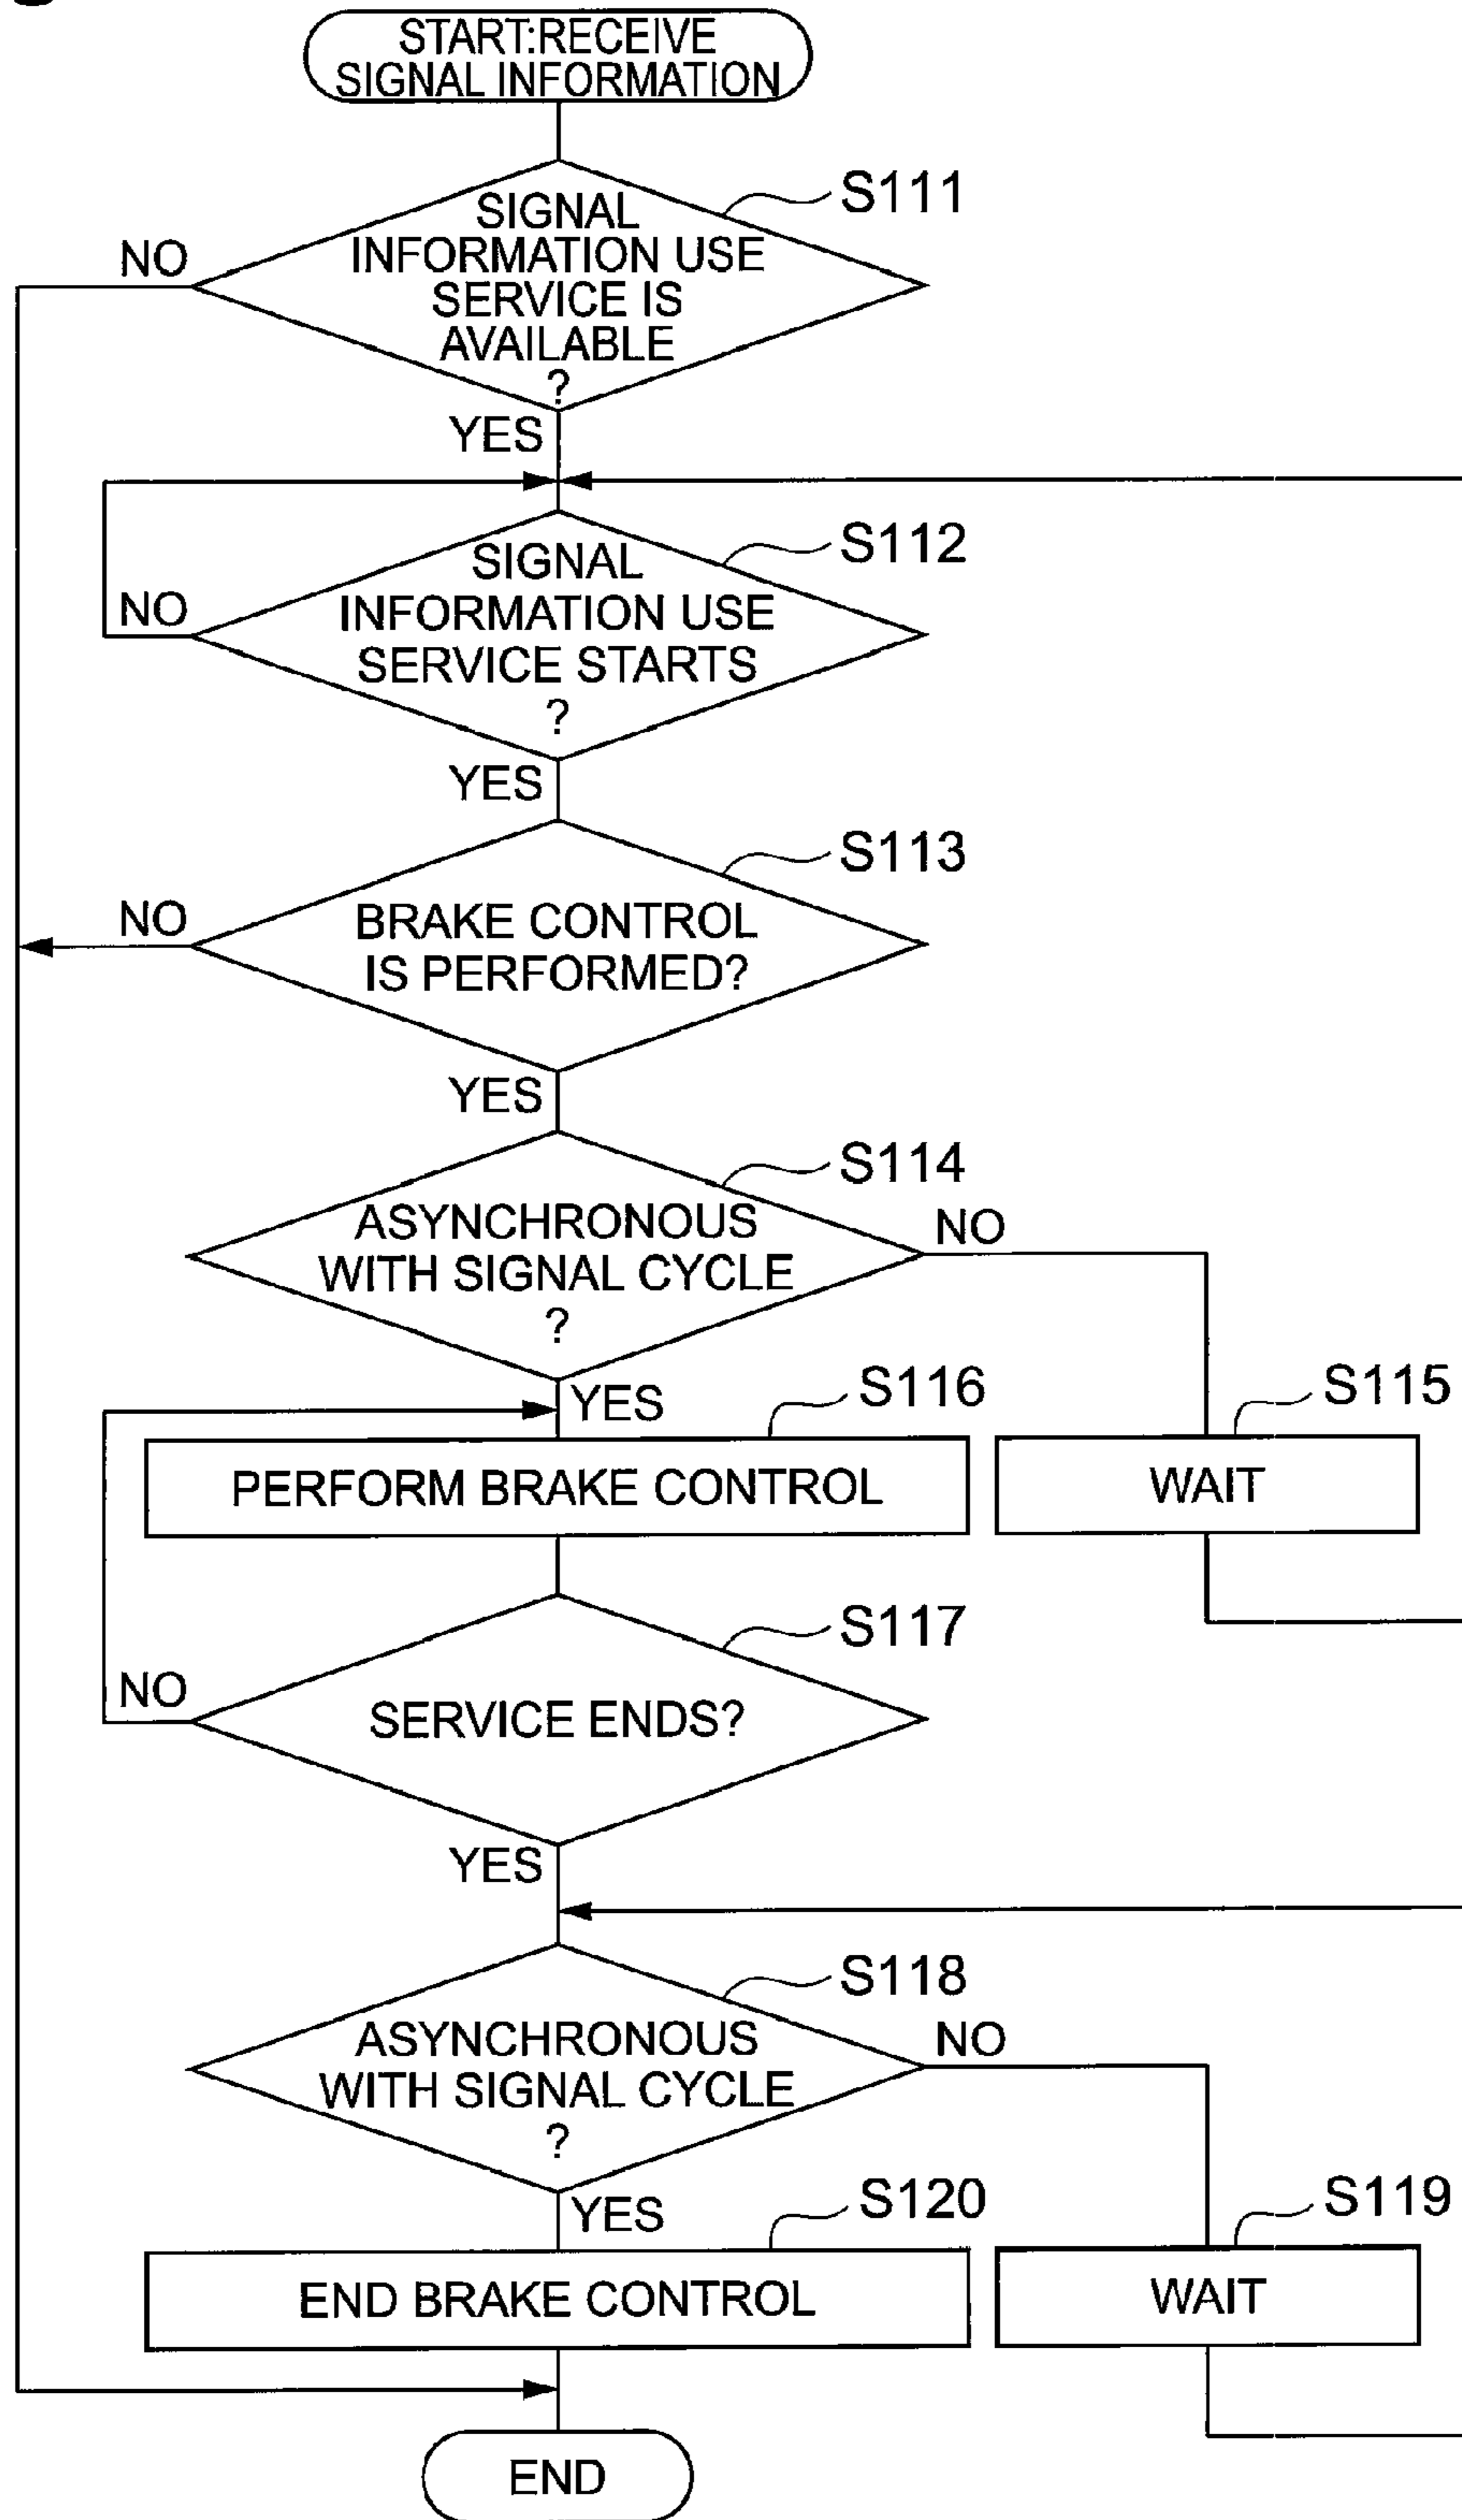 START:RECEIVE
SIGNAL INFORMATION
S111
SIGNAL
INFORMATION USE
SERVICE IS
AVAILABLE
?
NO
YES
S112
SIGNAL
INFORMATION USE
SERVICE STARTS
?
NO
YES
S113
BRAKE CONTROL
IS PERFORMED?
NO
YES
S114
ASYNCHRONOUS
WITH SIGNAL CYCLE
?
NO
YES
S116
S115
PERFORM BRAKE CONTROL
WAIT
S117
SERVICE ENDS?
NO
YES
S118
ASYNCHRONOUS
WITH SIGNAL CYCLE
?
NO
YES
S120
S119
END BRAKE CONTROL
WAIT
END